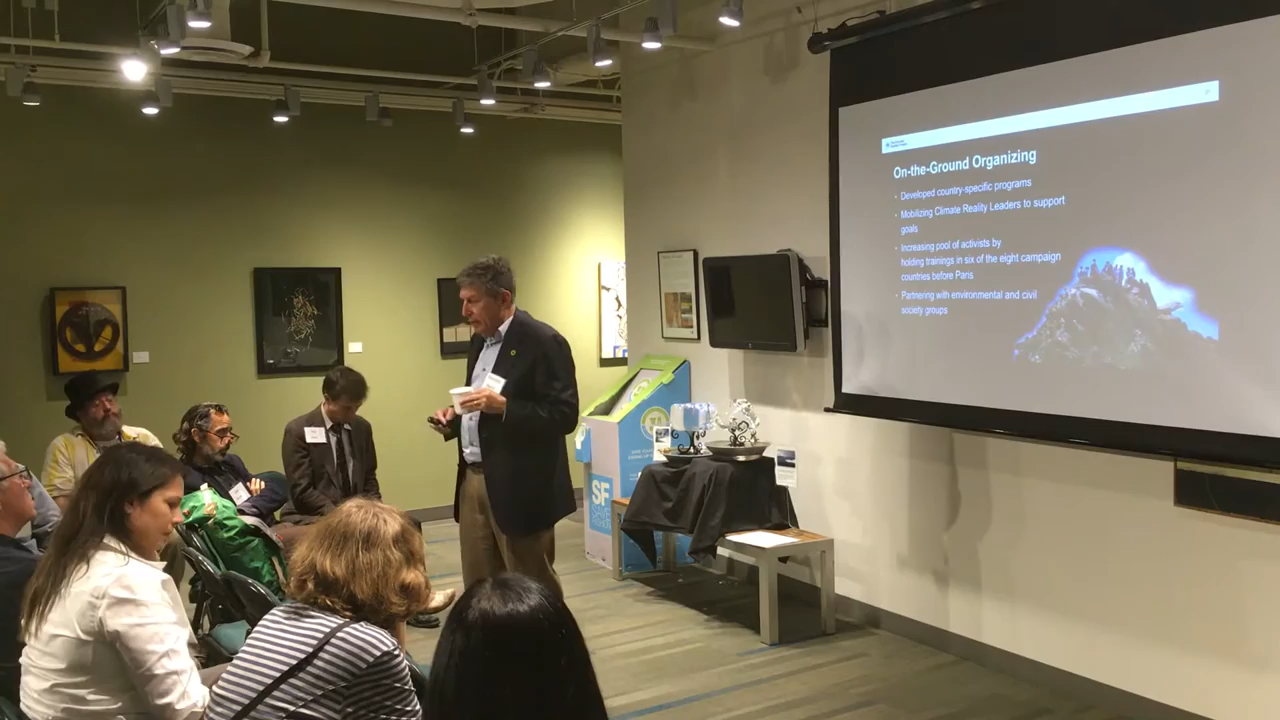 On-the-Ground Organizing
Developed country-specific programs
Mobilizing Climate Reality Leaders to support
goals
Increasing pool of activists by
holding trainings in six of the eight campaign
countries before Paris
Partnering with environmental and civil
society groups
SF